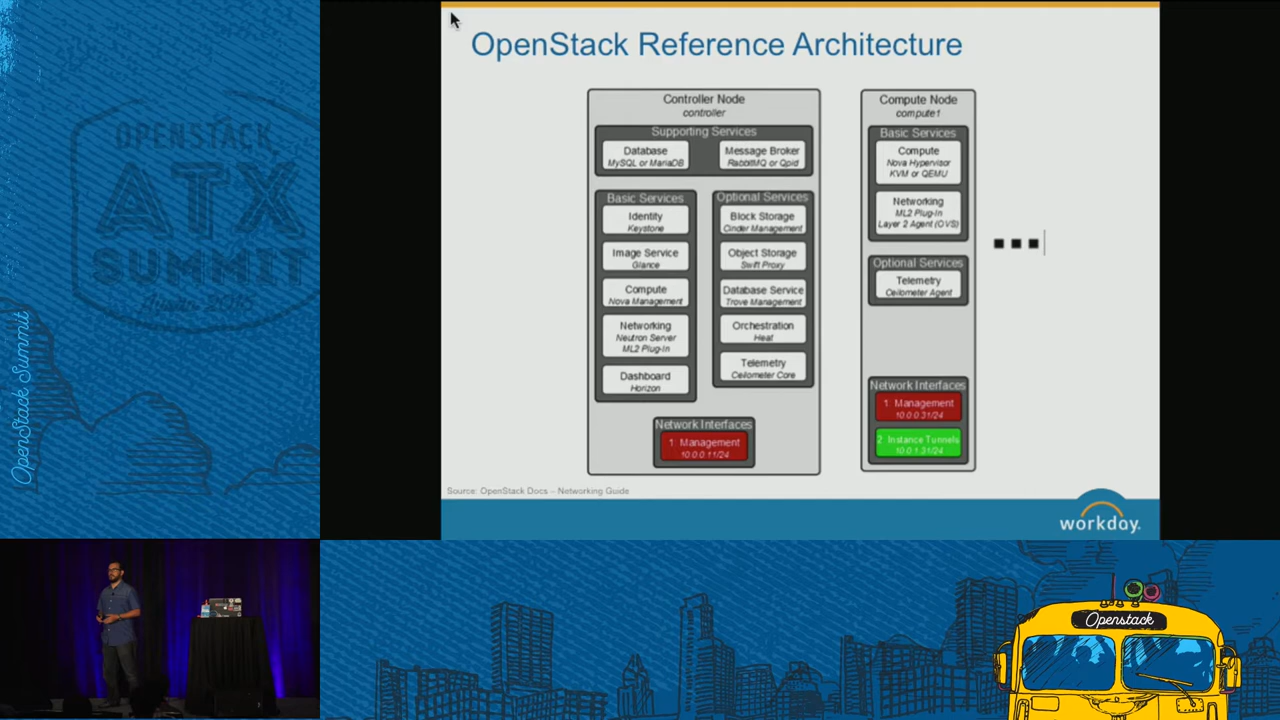 OPENSTACK
ATX
SUMMIT
OpenStack Summit
OpenStack Reference Architecture
Controller Node
controller
Supporting Services
Database
MySQL or MariaDB
Message Broker
RabbitMQ or Qpid
Basic Services
Identity
Keystone
Image Service
Glance
Compute
Nova Management
Networking
Neutron Server
ML2 Plug-In
Dashboard
Horizon
Optional Services
Block Storage
Cinder Management
Object Storage
Swift Proxy
Database Service
Trove Management
Orchestration
Heat
Telemetry
Ceilometer Core
Network Interfaces
1 Management
10.0.0.11/24
Compute Node
compute1
Basic Services
Compute
Nova Hypervisor
KVM or QEMU
Networking
ML2 Plug-In
Layer 2 Agent (OVS)
Optional Services
Telemetry
Ceilometer Agent
Network Interfaces
1 Management
10.0.0.31/24
2 Instance Tunnels
10.0.1.31/24
Source: OpenStack Docs – Networking Guide
workday.
Openstack